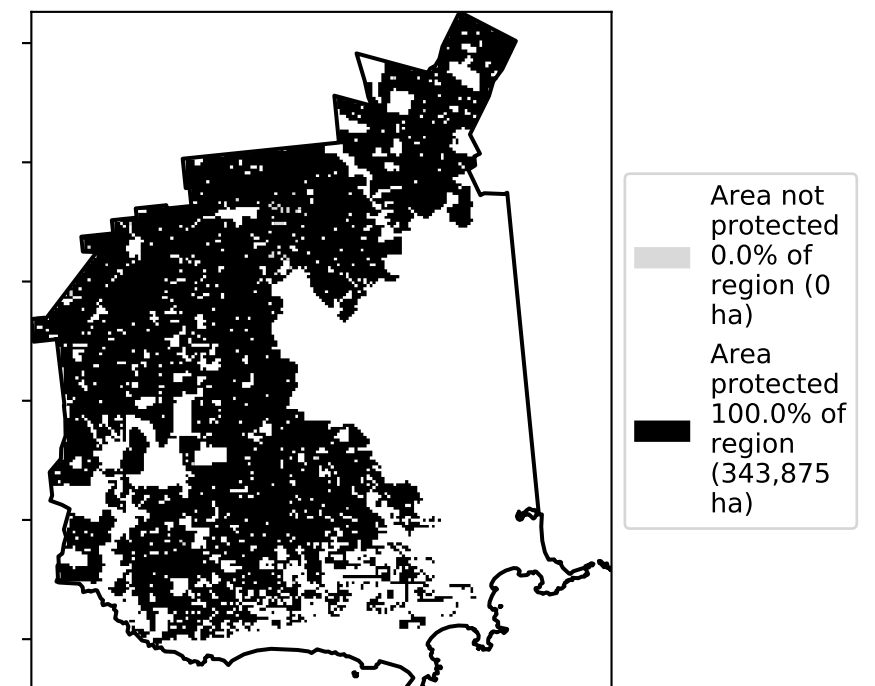 Area not
protected
0.0% of
region (0
ha)
Area
protected
100.0% of
region
(343,875
ha)